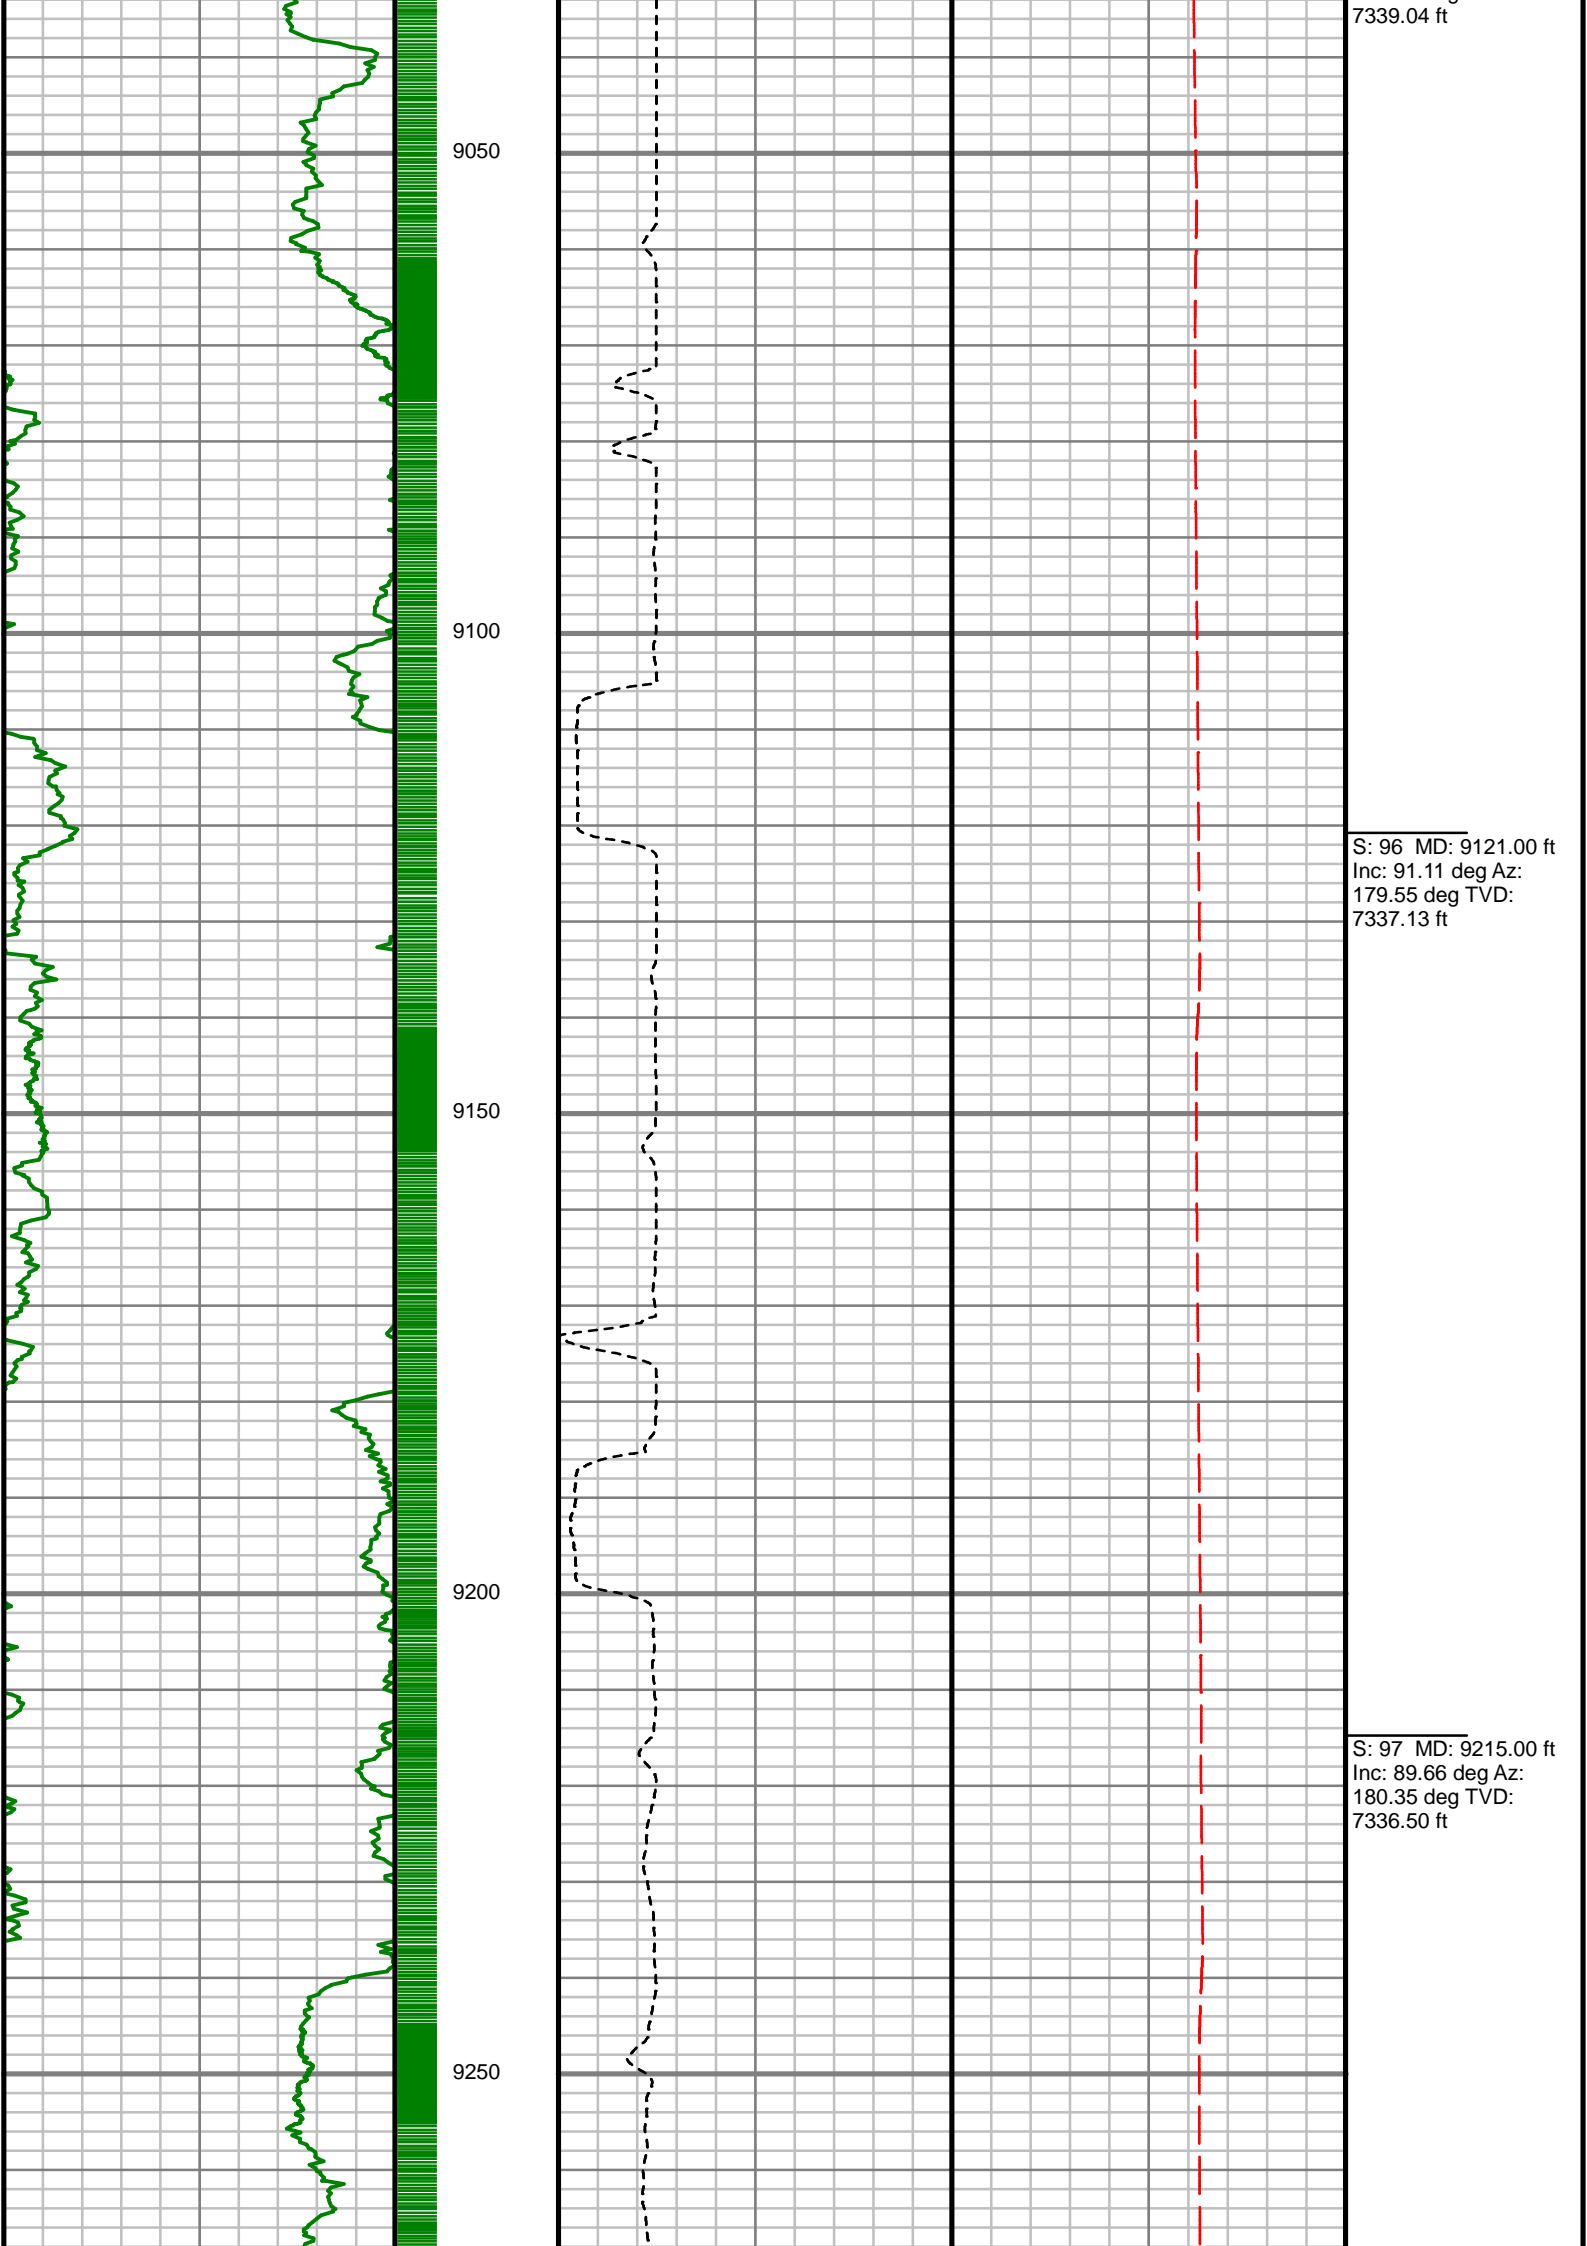 7339.04 ft
9050
9100
S: 96 MD: 9121.00 ft
Inc: 91.11 deg Az:
179.55 deg TVD:
7337.13 ft
9150
9200
S: 97 MD: 9215.00 ft
Inc: 89.66 deg Az:
180.35 deg TVD:
7336.50 ft
9250